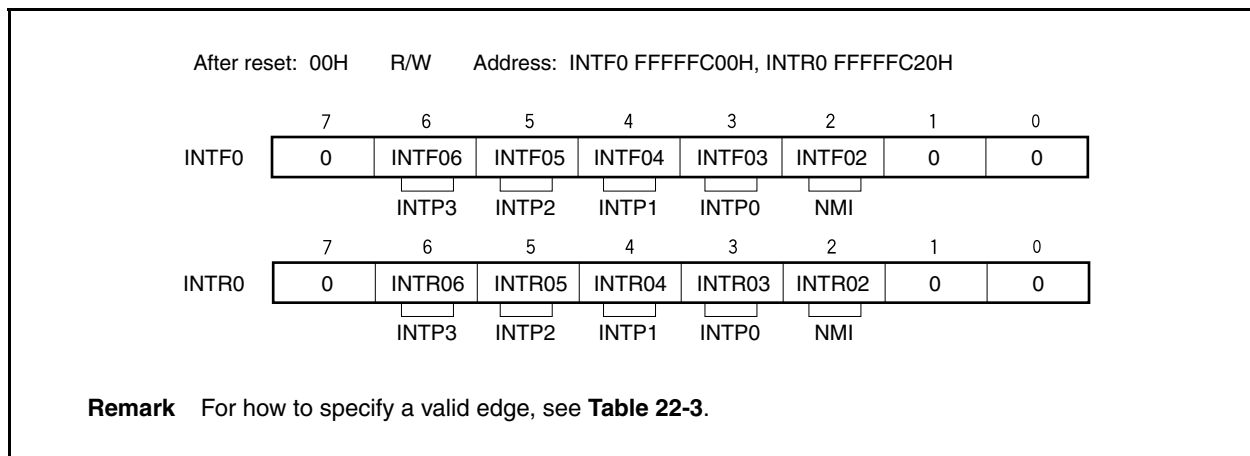 After reset: 00H R/W Address: INTF0 FFFFFC00H, INTR0 FFFFFC20H
7 6 5 4 3 2 1 0
INTF0 0 INTF06 INTF05 INTF04 INTF03 INTF02 0 0
INTP3 INTP2 INTP1 INTP0 NMI
7 6 5 4 3 2 1 0
INTR0 0 INTR06 INTR05 INTR04 INTR03 INTR02 0 0
INTP3 INTP2 INTP1 INTP0 NMI
Remark For how to specify a valid edge, see Table 22-3.